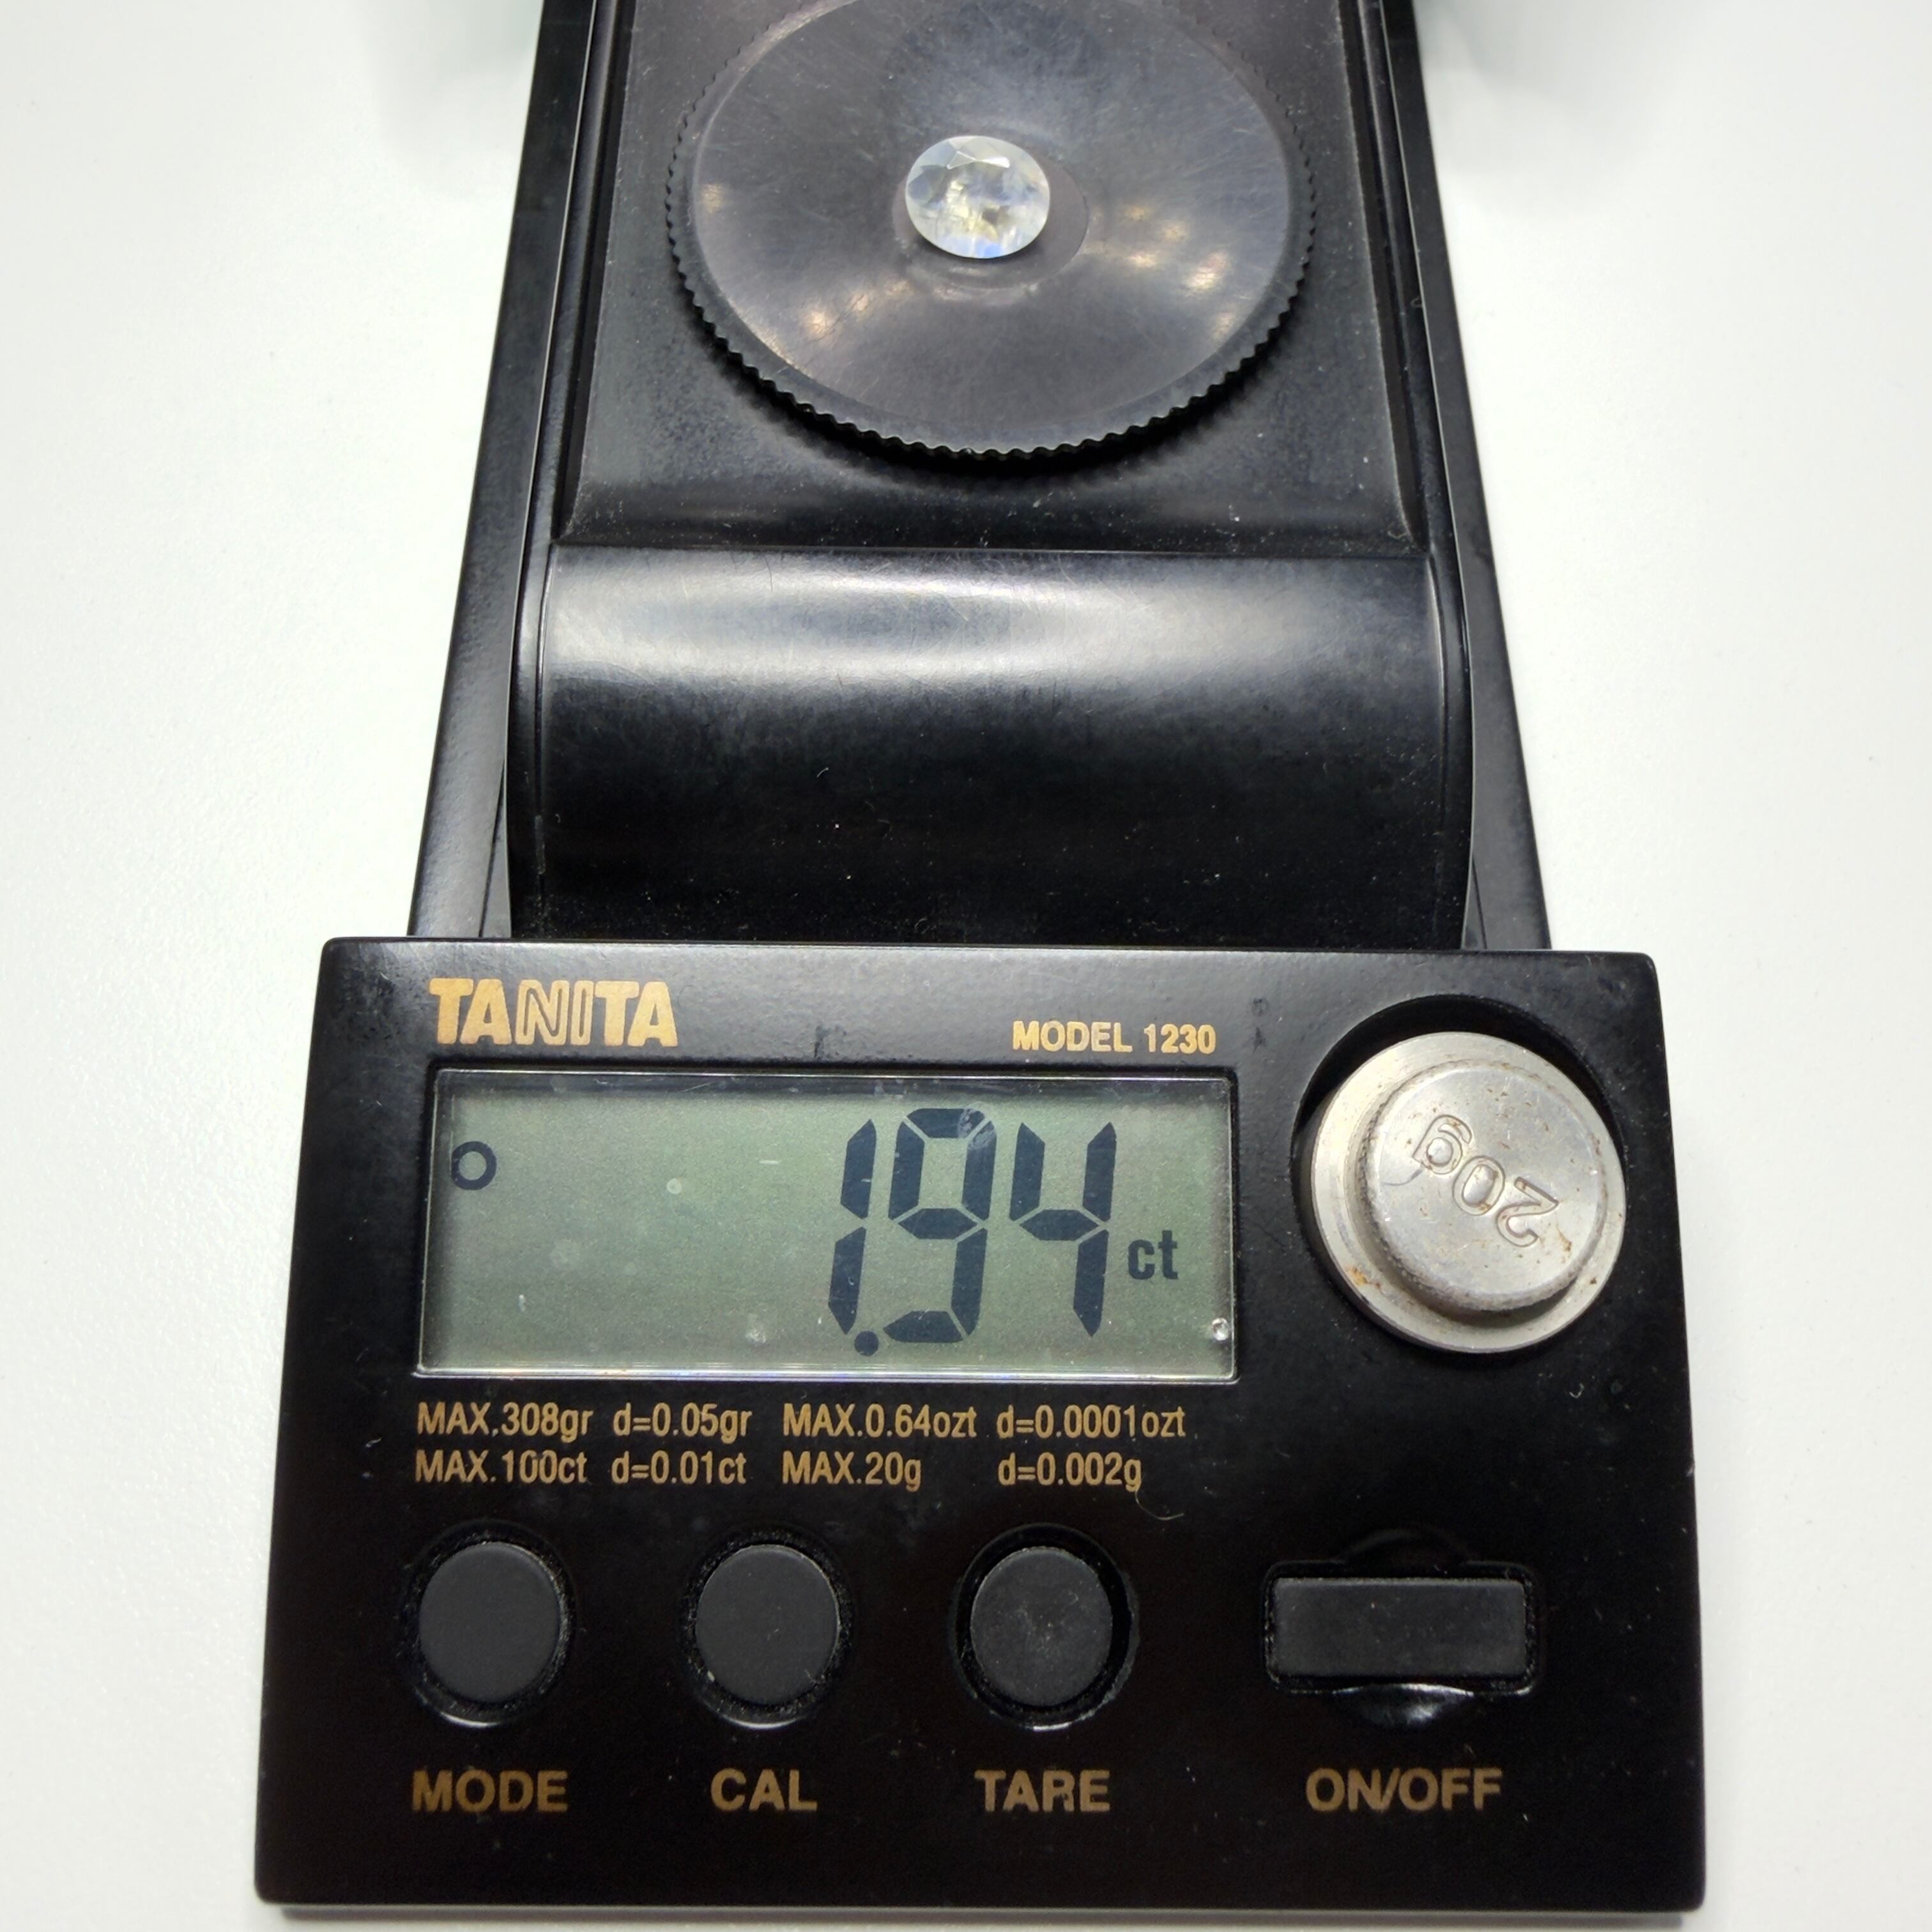 TANITA
MODEL 1230
o 1.94 ct
20g
MAX.308gr d=0.05gr MAX.0.64ozt d=0.0001ozt
MAX.100ct d=0.01ct MAX.20g d=0.002g
MODE CAL TARE ON/OFF